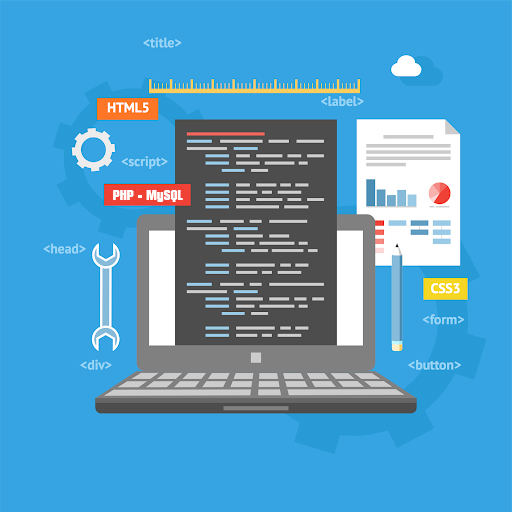 <title>
HTML5
<label>
<script>
PHP - MySQL
<head>
CSS3
<form>
<div>
<button>